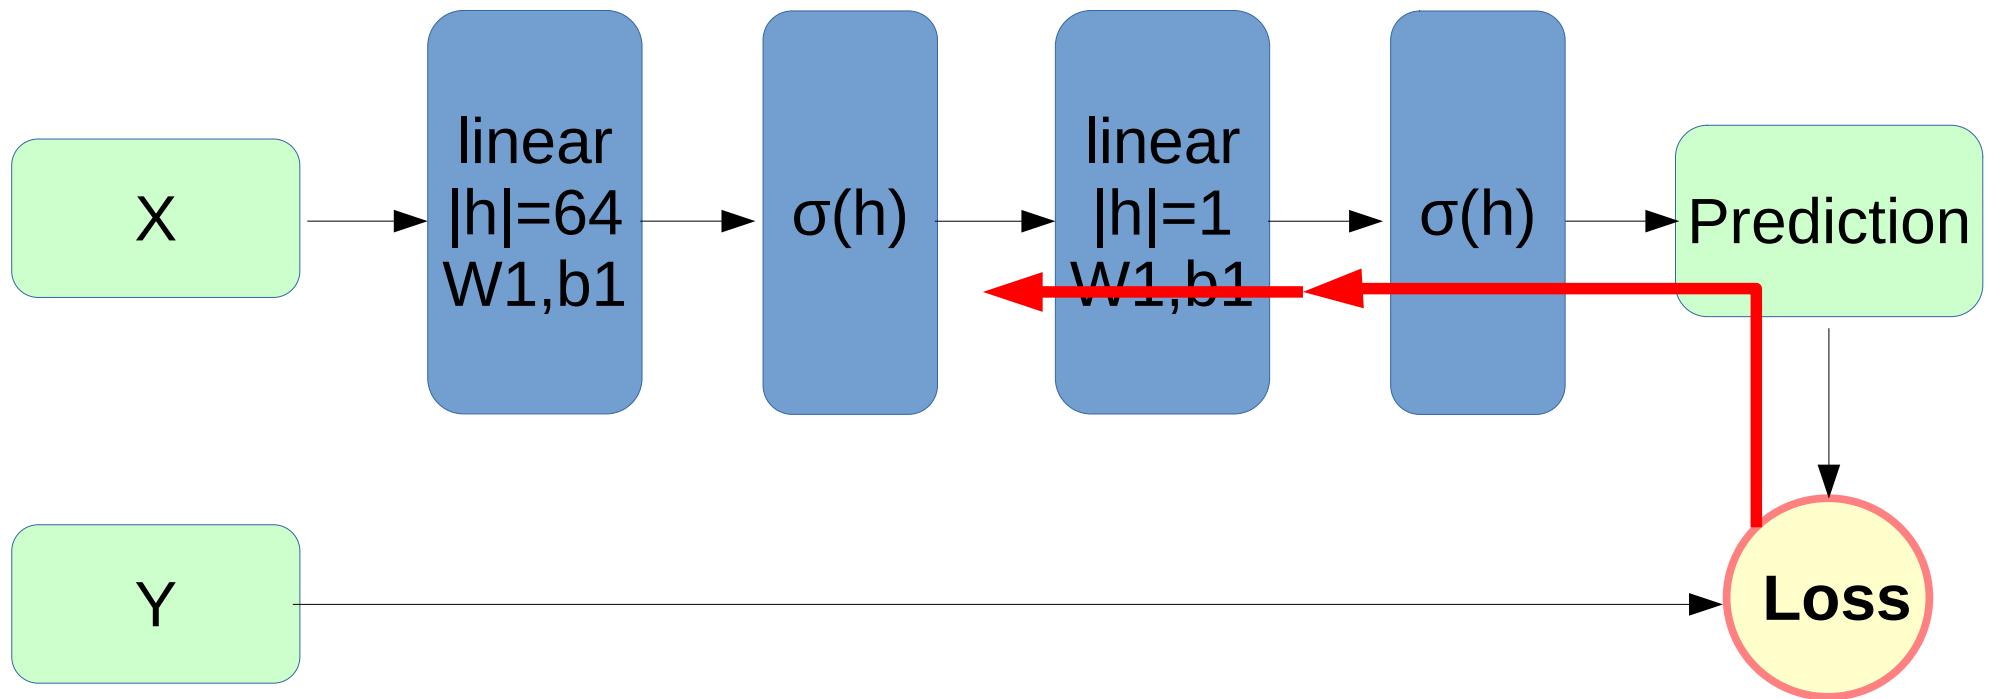 X
linear
|h|=64
W1,b1
σ(h)
linear
|h|=1
W1,b1
σ(h)
Prediction
Y
Loss